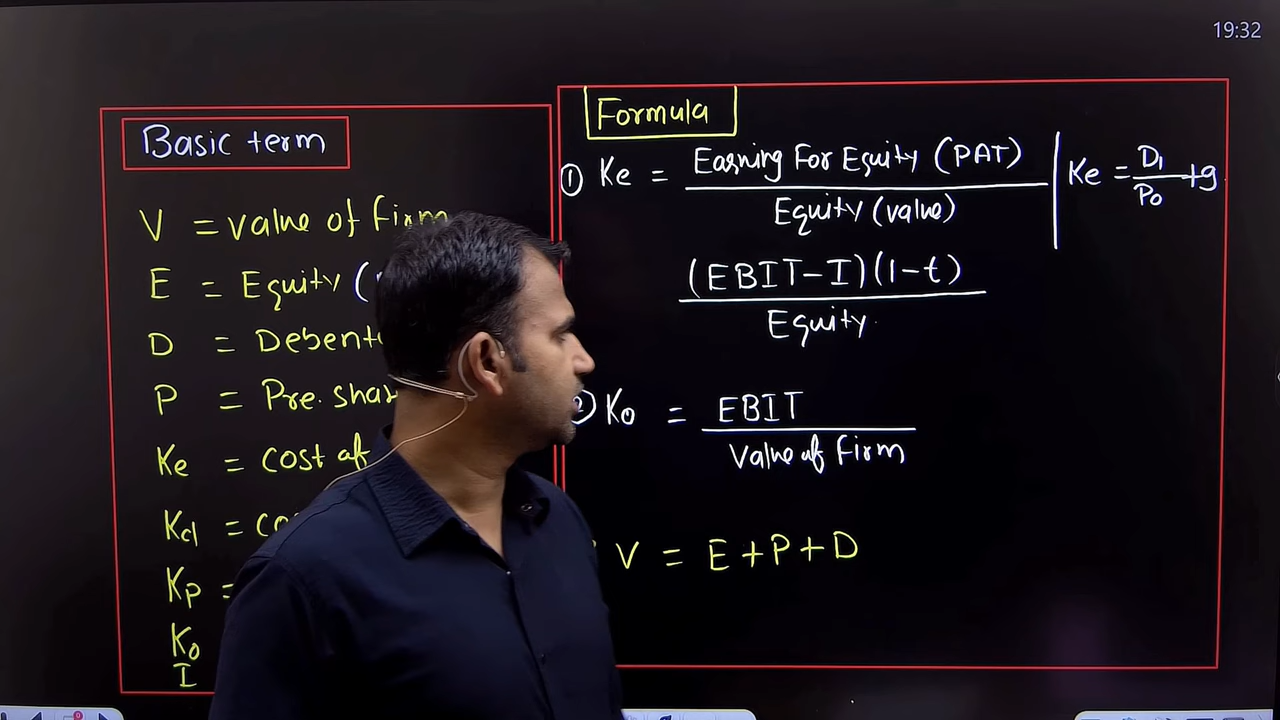 19:32
Basic term
V = value of firm
E = Equity (
D = Debent
P = Pre. shar
Ke = cost of
Kd = co
Kp =
Ko
I
Formula
① Ke = Earning For Equity (PAT)
Equity (value)
Ke = D1
P0 +g
(EBIT-I)(1-t)
Equity
② Ko = EBIT
Value of Firm
V = E+P+D